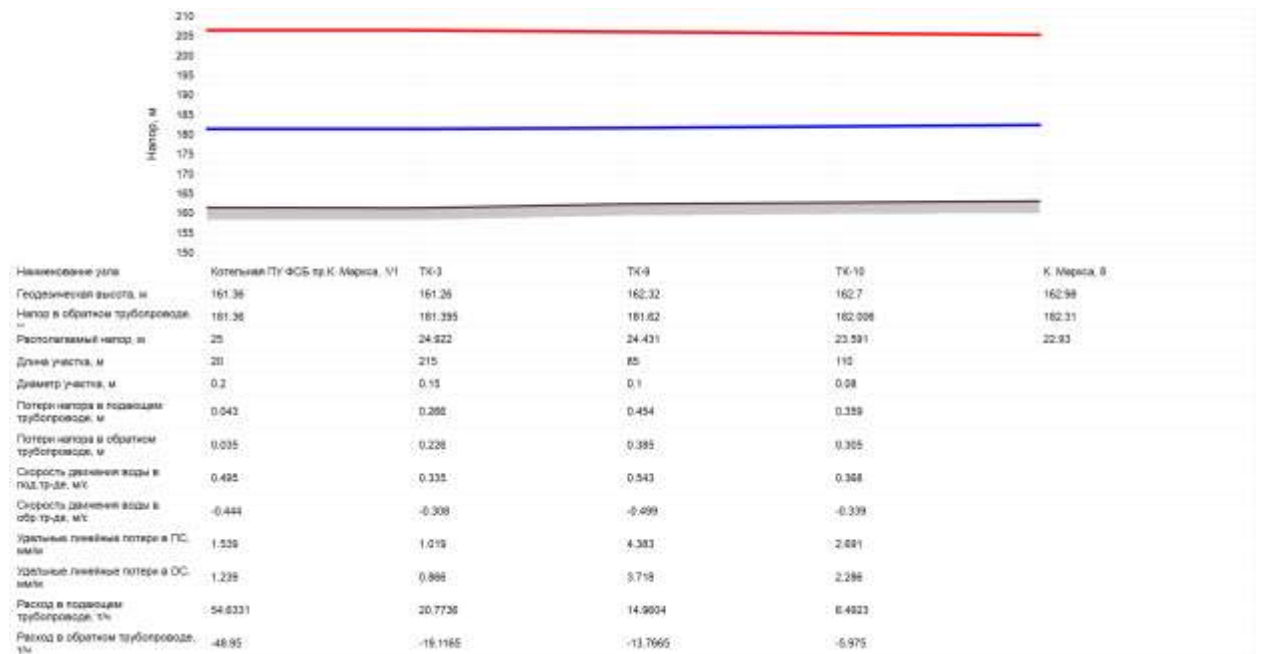 210
205
200
195
190
185
180
175
170
165
160
155
150
Напор, м
Наименование узла Котельная ПУ ФСБ пр.К. Маркса, 1/1 ТК-3 ТК-9 ТК-10 К. Маркса, 8
Геодезическая высота, м 161.36 161.26 162.32 162.7 162.98
Напор в обратном трубопроводе, 181.36 181.395 181.62 182.006 182.31
м
Располагаемый напор, м 25 24.922 24.431 23.591 22.93
Длина участка, м 20 215 85 110
Диаметр участка, м 0.2 0.15 0.1 0.08
Потери напора в подающем
трубопроводе, м 0.043 0.266 0.454 0.359
Потери напора в обратном
трубопроводе, м 0.035 0.226 0.385 0.305
Скорость движения воды в
под.тр-де, м/с 0.495 0.335 0.543 0.368
Скорость движения воды в
обр.тр-де, м/с -0.444 -0.308 -0.499 -0.339
Удельные линейные потери в ПС,
мм/м 1.539 1.019 4.383 2.691
Удельные линейные потери в ОС,
мм/м 1.239 0.866 3.718 2.286
Расход в подающем
трубопроводе, т/ч 54.6331 20.7736 14.9604 6.4923
Расход в обратном трубопроводе,
т/ч -48.95 -19.1165 -13.7665 -5.975